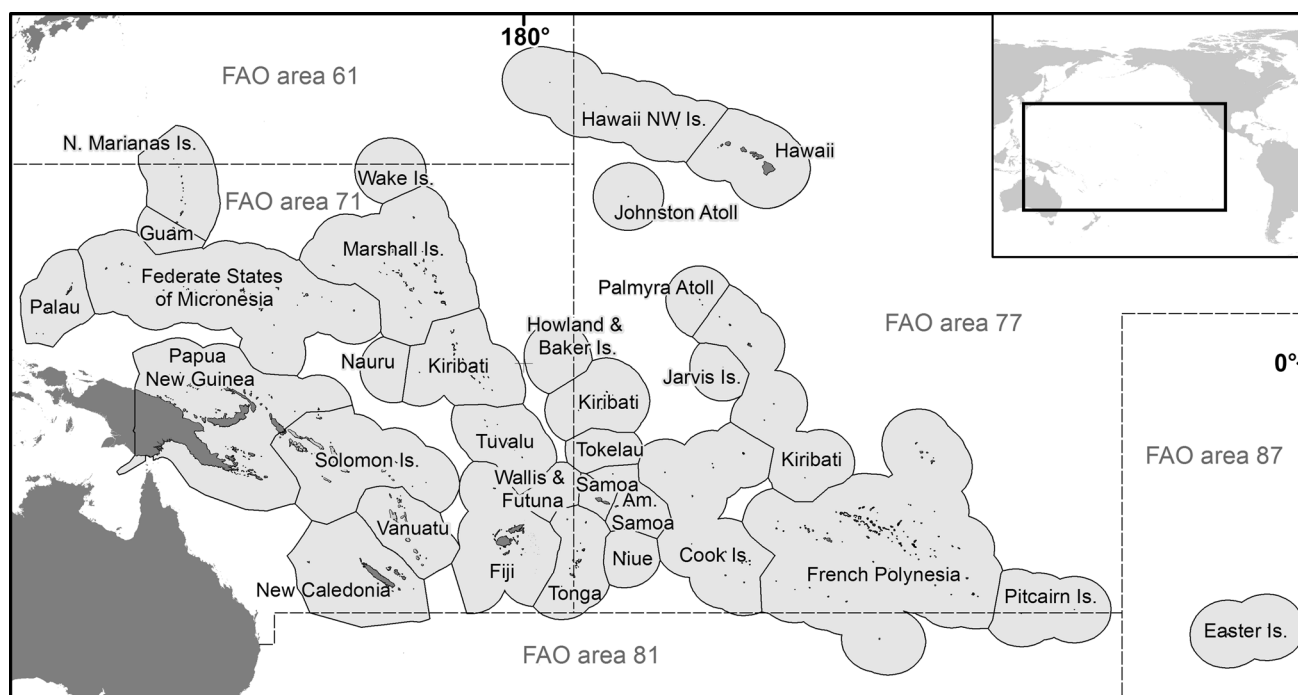 180°
FAO area 61
Hawaii NW Is.
Hawaii
N. Marianas Is.
Wake Is.
FAO area 71
Johnston Atoll
Guam
Marshall Is.
Federate States
of Micronesia
Palau
Palmyra Atoll
Howland &
Baker Is.
FAO area 77
Papua
New Guinea
Nauru
Kiribati
Jarvis Is.
0°
Kiribati
Tuvalu
Tokelau
Solomon Is.
Kiribati
FAO area 87
Wallis &
Futuna
Samoa
Am.
Samoa
Vanuatu
Fiji
Niue
Cook Is.
French Polynesia
New Caledonia
Tonga
Pitcairn Is.
Easter Is.
FAO area 81